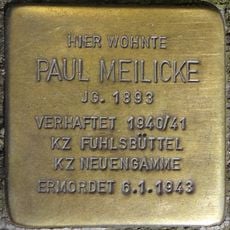 HIER WOHNTE
PAUL MEILICKE
JG. 1893
VERHAFTET 1940/41
KZ FUHLSBÜTTEL
KZ NEUENGAMME
ERMORDET 6.1.1943